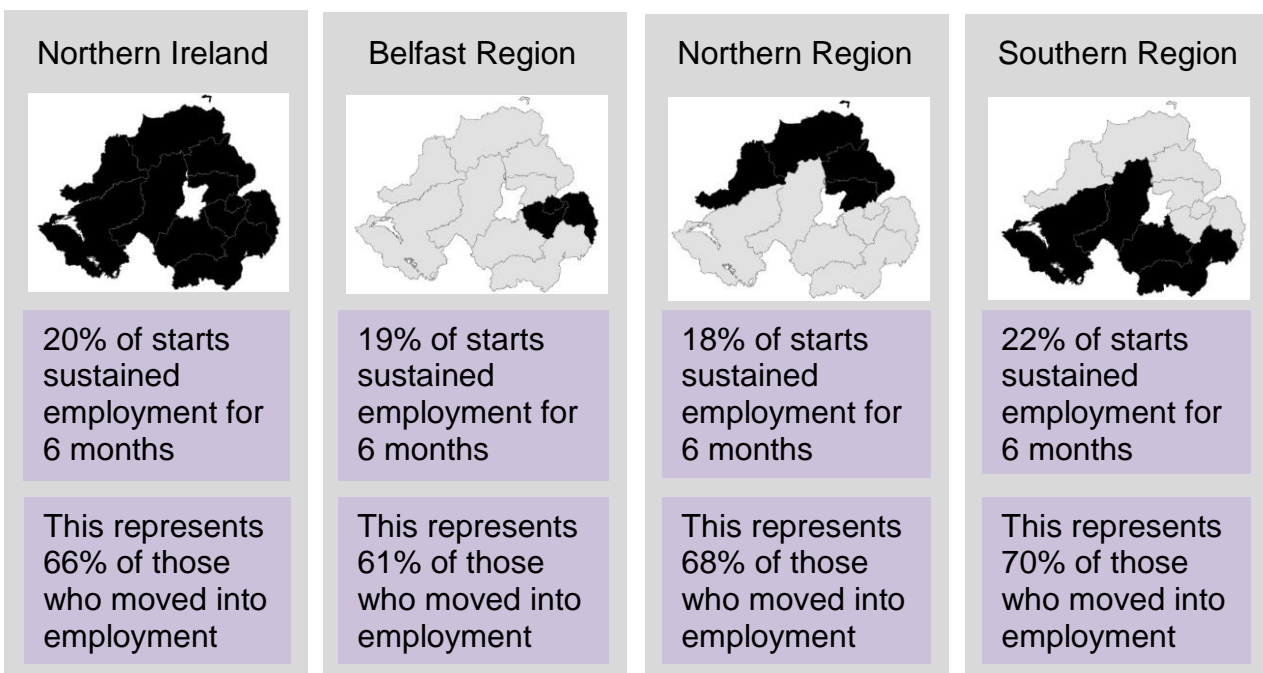 Northern Ireland
20% of starts
sustained
employment for
6 months
This represents
66% of those
who moved into
employment
Belfast Region
19% of starts
sustained
employment for
6 months
This represents
61% of those
who moved into
employment
Northern Region
18% of starts
sustained
employment for
6 months
This represents
68% of those
who moved into
employment
Southern Region
22% of starts
sustained
employment for
6 months
This represents
70% of those
who moved into
employment